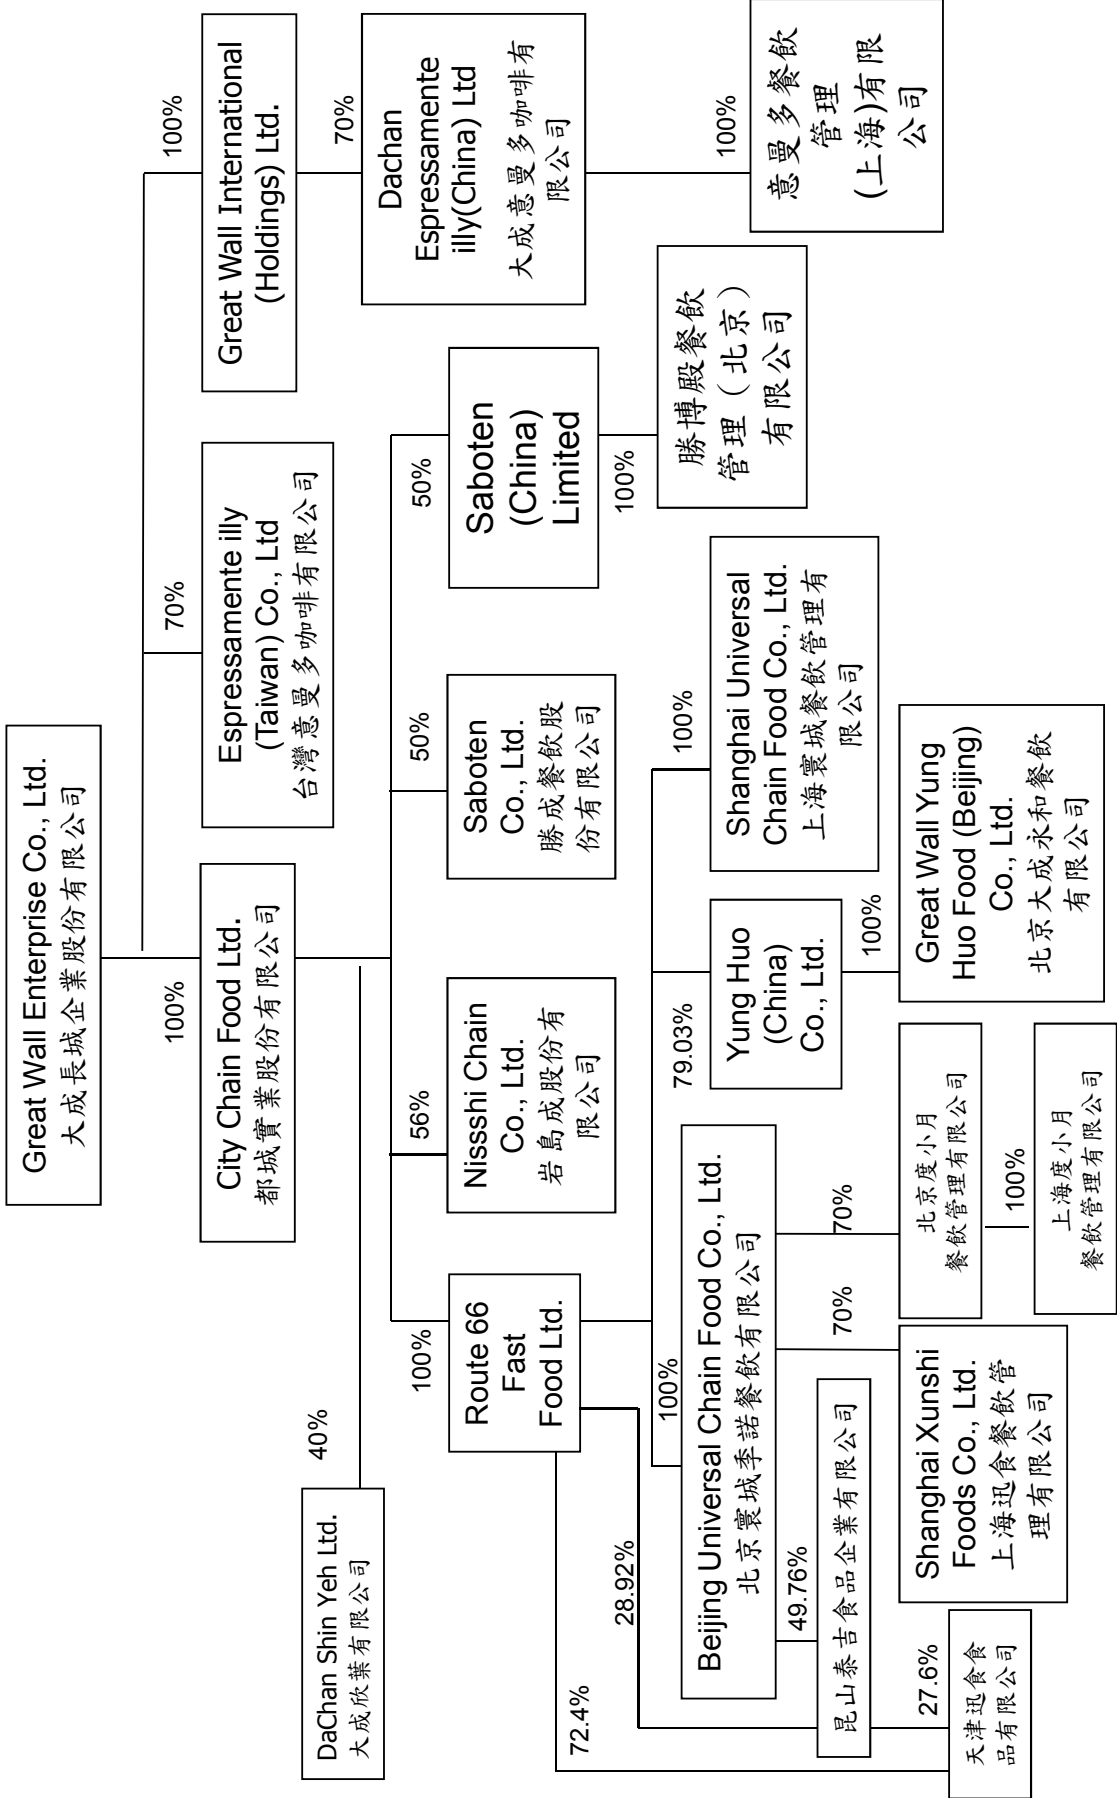 Great Wall Enterprise Co., Ltd.
大成長城企業股份有限公司
100%
70%
100%
City Chain Food Ltd.
都城實業股份有限公司
Espressamente illy
(Taiwan) Co., Ltd
台灣意曼多咖啡有限公司
Great Wall International
(Holdings) Ltd.
40%
DaChan Shin Yeh Ltd.
大成欣葉有限公司
70%
Dachan
Espressamente
illy(China) Ltd
大成意曼多咖啡有
限公司
100%
56%
50%
50%
Route 66
Fast
Food Ltd.
Nissshi Chain
Co., Ltd.
岩島成股份有
限公司
Saboten
Co., Ltd.
勝成餐飲股
份有限公司
Saboten
(China)
Limited
72.4%
28.92%
100%
79.03%
100%
100%
100%
Beijing Universal Chain Food Co., Ltd.
北京寰城季諾餐飲有限公司
Yung Huo
(China)
Co., Ltd.
Shanghai Universal
Chain Food Co., Ltd.
上海寰城餐飲管理有
限公司
勝博殿餐飲
管理（北京）
有限公司
意曼多餐飲
管理
(上海)有限
公司
49.76%
70%
70%
100%
昆山泰吉食品企業有限公司
27.6%
天津迅食食
品有限公司
Shanghai Xunshi
Foods Co., Ltd.
上海迅食餐飲管
理有限公司
北京度小月
餐飲管理有限公司
100%
上海度小月
餐飲管理有限公司
Great Wall Yung
Huo Food (Beijing)
Co., Ltd.
北京大成永和餐飲
有限公司